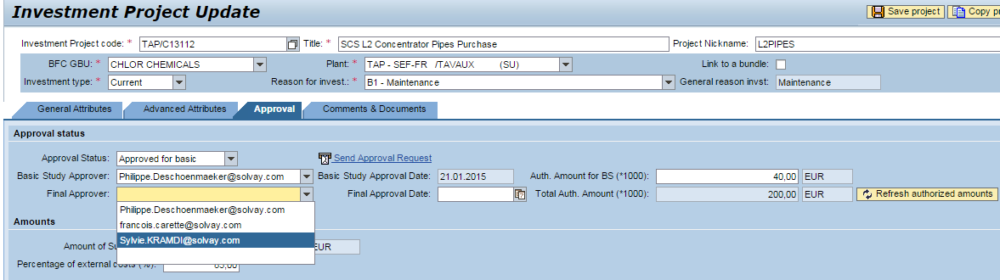 Investment Project Update
Save project Copy pr
Investment Project code: * TAP/C13112 Title: * SCS L2 Concentrator Pipes Purchase Project Nickname: L2PIPES
BFC GBU: * CHLOR CHEMICALS Plant: * TAP - SEF-FR /TAVAUX (SU) Link to a bundle:
Investment type: * Current Reason for invest.: * B1 - Maintenance General reason invst: Maintenance
General Attributes Advanced Attributes Approval Comments & Documents
Approval status
Approval Status: Approved for basic Send Approval Request
Basic Study Approver: Philippe.Deschoenmaeker@solvay.com Basic Study Approval Date: 21.01.2015 Auth. Amount for BS (*1000): 40,00 EUR
Final Approver: Final Approval Date: Total Auth. Amount (*1000): 200,00 EUR Refresh authorized amounts
Philippe.Deschoenmaeker@solvay.com
francois.carette@solvay.com
Amounts
Sylvie.KRAMDI@solvay.com
Amount of Su EUR
Percentage of external costs (%):